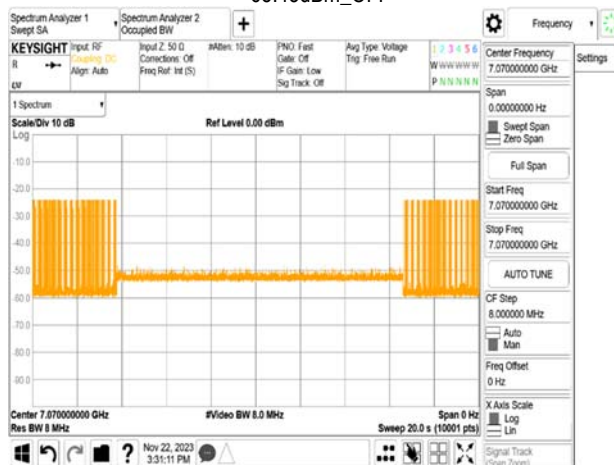 Spectrum Analyzer 1
Swept SA
Spectrum Analyzer 2
Occupied BW
+
Frequency
Settings
KEYSIGHT
R
Input: RF
Coupling: DC
Align: Auto
Input Z: 50 Ω
Corrections: Off
Freq Ref: Int (S)
#Atten: 10 dB
PNO: Fast
Gate: Off
IF Gain: Low
Sig Track: Off
Avg Type: Voltage
Trig: Free Run
1 2 3 4 5 6
W W W W W W
P N N N N N
1 Spectrum
Scale/Div 10 dB
Ref Level 0.00 dBm
Log
-10.0
-20.0
-30.0
-40.0
-50.0
-60.0
-70.0
-80.0
-90.0
Center 7.070000000 GHz
#Video BW 8.0 MHz
Span 0 Hz
Res BW 8 MHz
Sweep 20.0 s (10001 pts)
Center Frequency
7.070000000 GHz
Span
0.00000000 Hz
Swept Span
Zero Span
Full Span
Start Freq
7.070000000 GHz
Stop Freq
7.070000000 GHz
AUTO TUNE
CF Step
8.000000 MHz
Auto
Man
Freq Offset
0 Hz
X Axis Scale
Log
Lin
Signal Track
(Span Zoom)
?
Nov 22, 2023
3:31:11 PM